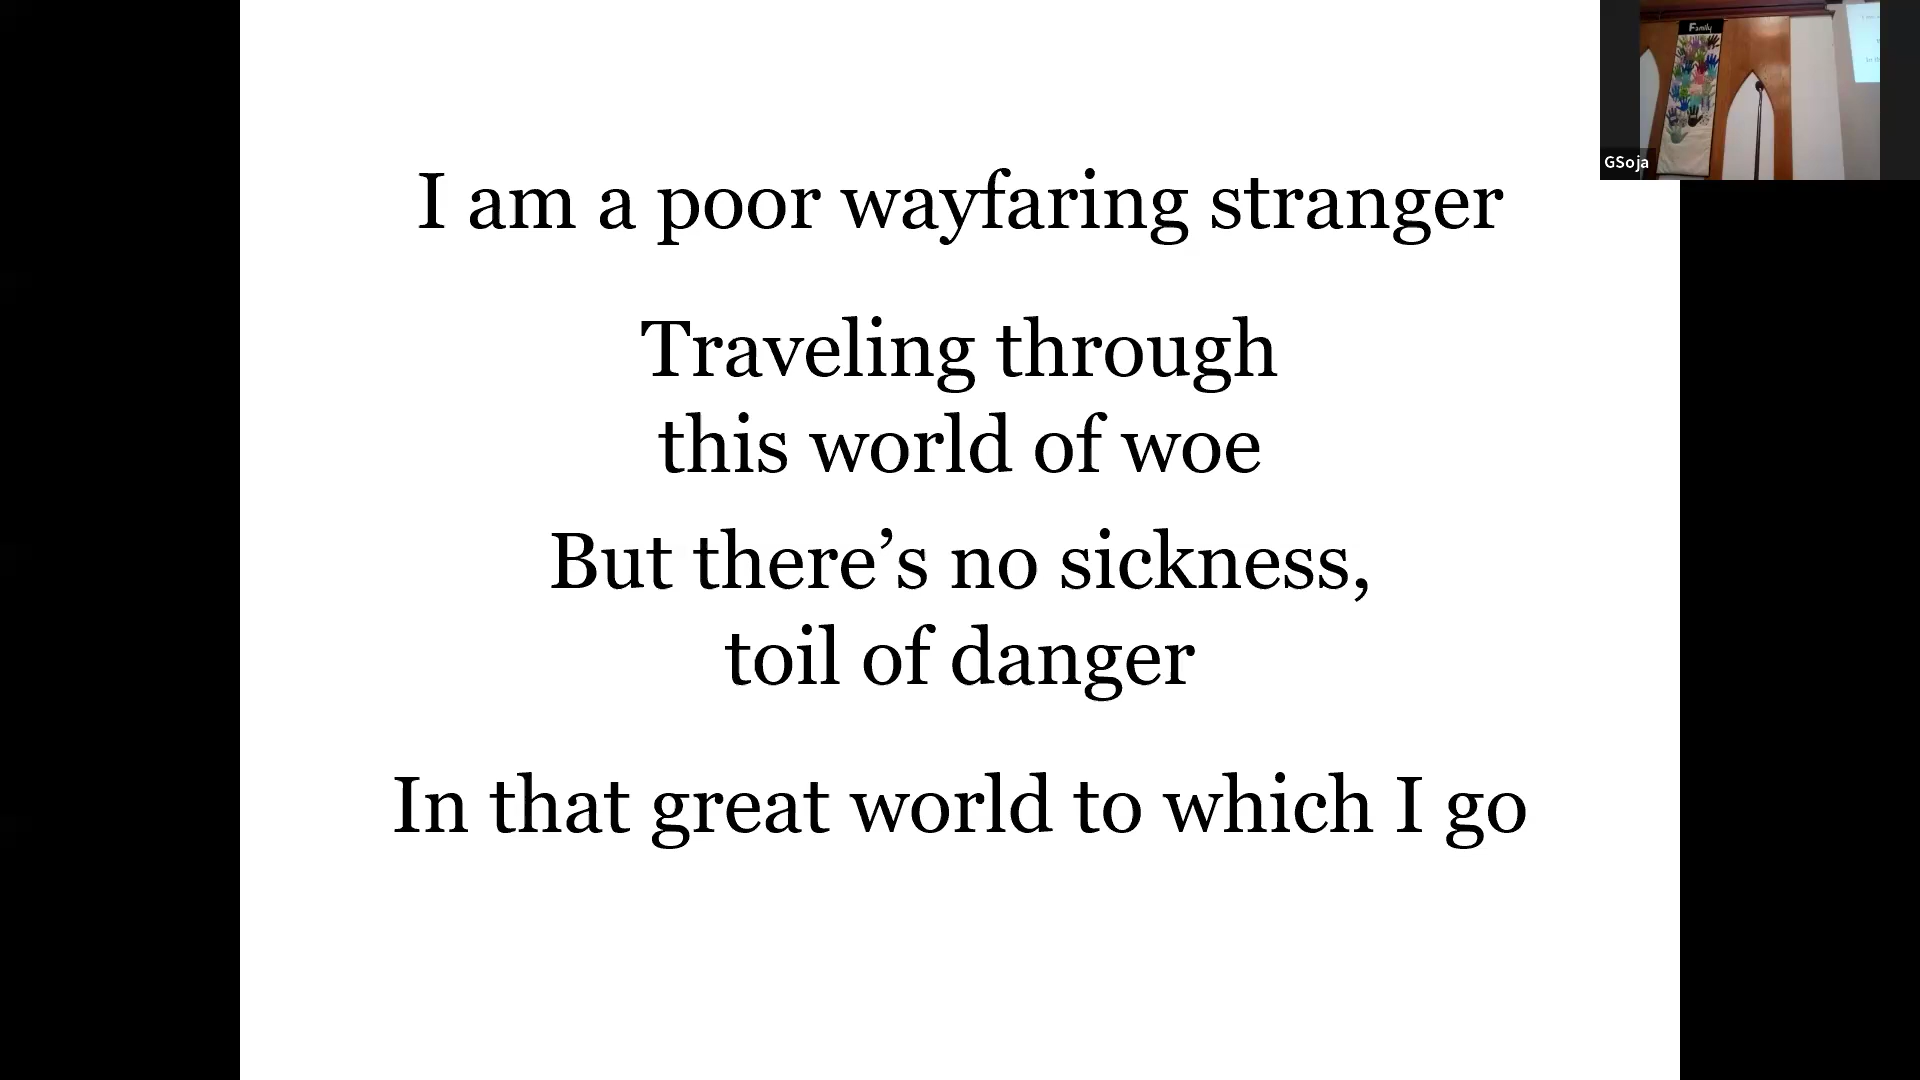 I am a poor wayfaring stranger
Traveling through
this world of woe
But there’s no sickness,
toil of danger
In that great world to which I go
Family
GSoja